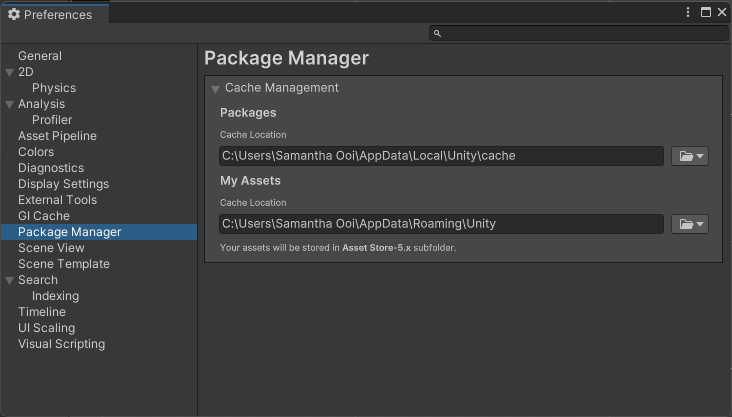 Preferences
General
2D
Physics
Analysis
Profiler
Asset Pipeline
Colors
Diagnostics
Display Settings
External Tools
GI Cache
Package Manager
Scene View
Scene Template
Search
Indexing
Timeline
UI Scaling
Visual Scripting
Package Manager
Cache Management
Packages
Cache Location
C:\Users\Samantha Ooi\AppData\Local\Unity\cache
My Assets
Cache Location
C:\Users\Samantha Ooi\AppData\Roaming\Unity
Your assets will be stored in Asset Store-5.x subfolder.